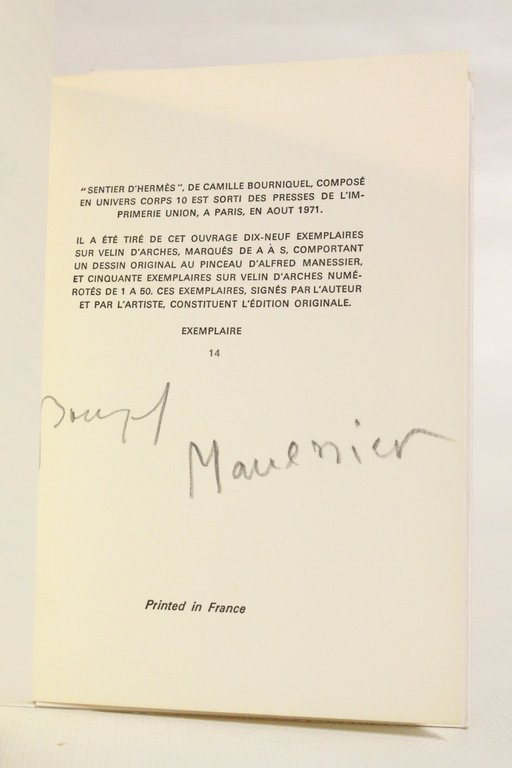 "SENTIER D'HERMÈS", DE CAMILLE BOURNIQUEL, COMPOSÉ
EN UNIVERS CORPS 10 EST SORTI DES PRESSES DE L'IM-
PRIMERIE UNION, A PARIS, EN AOUT 1971.
IL A ÉTÉ TIRÉ DE CET OUVRAGE DIX-NEUF EXEMPLAIRES
SUR VELIN D'ARCHES, MARQUÉS DE A À S, COMPORTANT
UN DESSIN ORIGINAL AU PINCEAU D'ALFRED MANESSIER,
ET CINQUANTE EXEMPLAIRES SUR VELIN D'ARCHES NUMÉ-
ROTÉS DE 1 A 50. CES EXEMPLAIRES, SIGNÉS PAR L'AUTEUR
ET PAR L'ARTISTE, CONSTITUENT L'ÉDITION ORIGINALE.
EXEMPLAIRE
14
Manessier
Printed in France